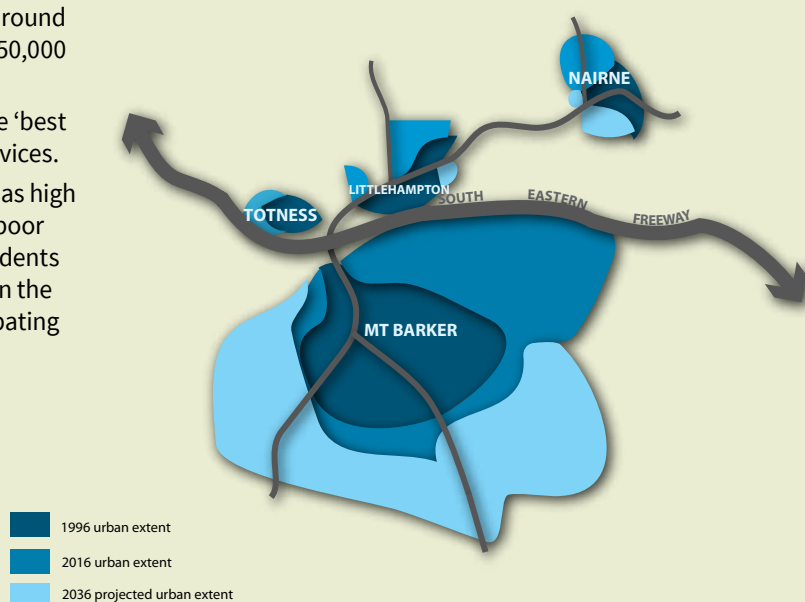 round
50,000
e ‘best
vices.
as high
poor
dents
n the
pating
NAIRNE
LITTLEHAMPTON
SOUTH EASTERN FREEWAY
TOTNESS
MT BARKER
1996 urban extent
2016 urban extent
2036 projected urban extent